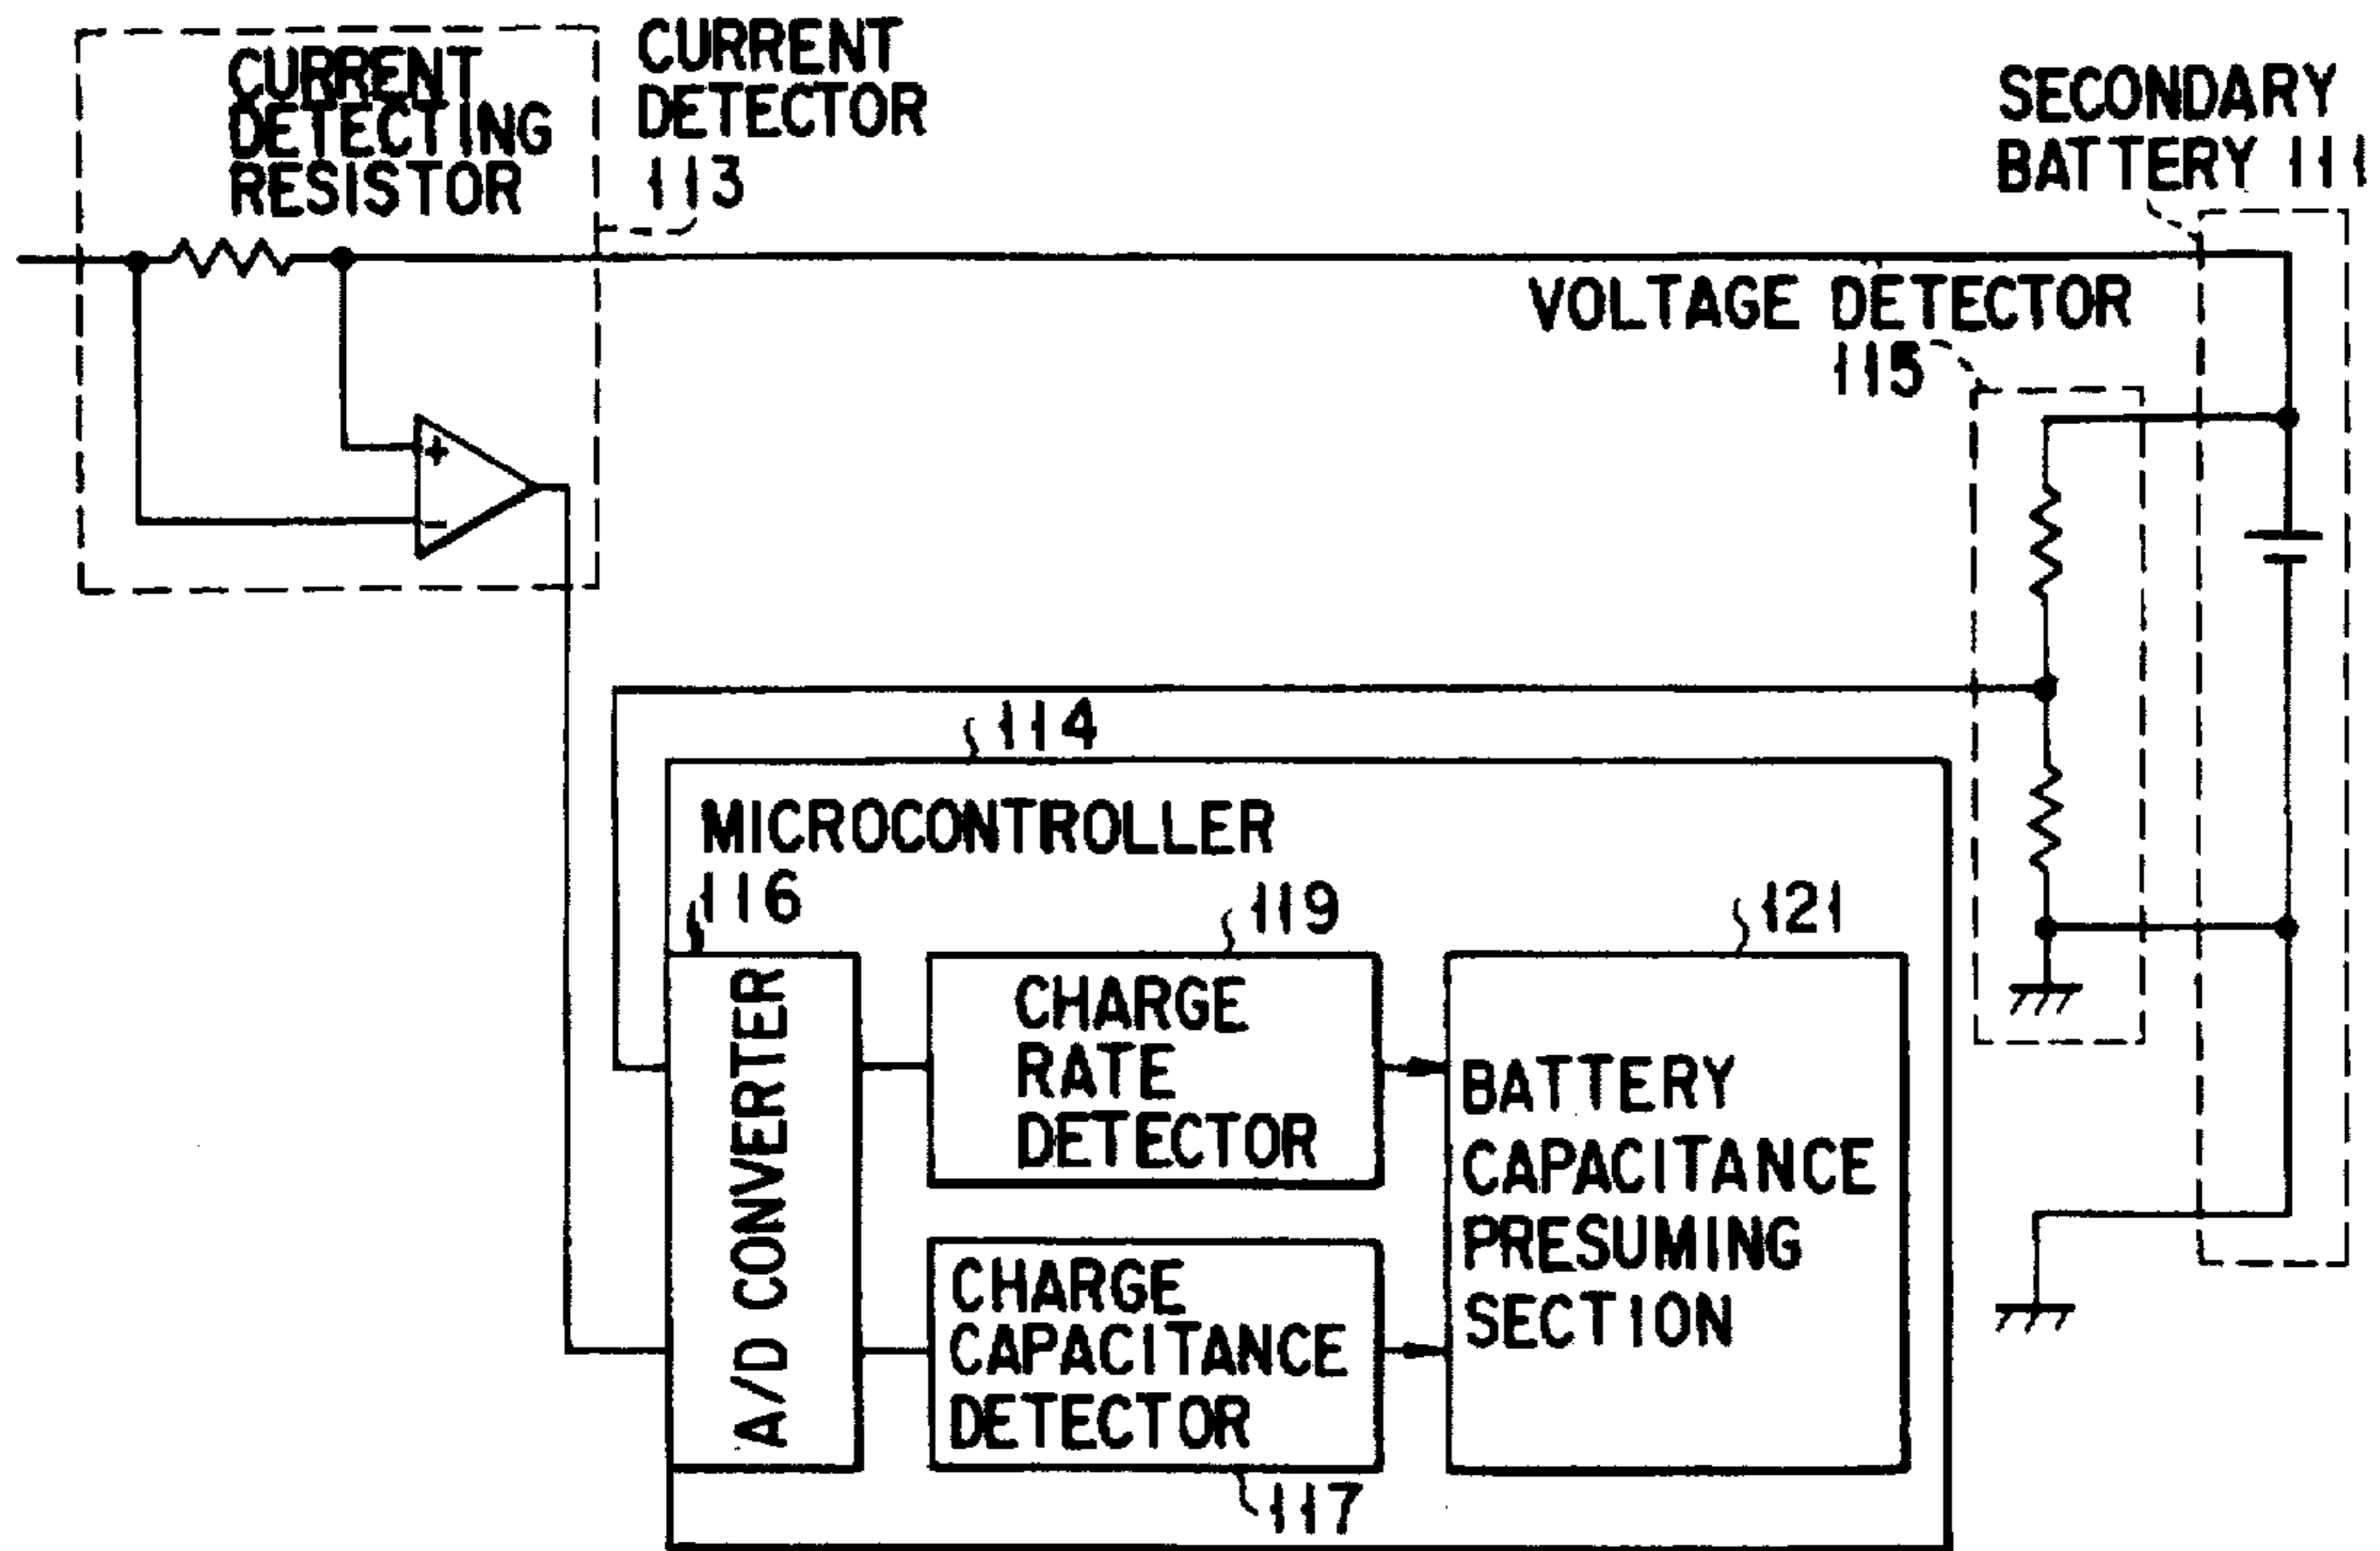 CURRENT
DETECTING
RESISTOR
CURRENT
DETECTOR
113
SECONDARY
BATTERY 111
VOLTAGE DETECTOR
115
+
-
114
MICROCONTROLLER
116
119
121
A/D CONVERTER
CHARGE
RATE
DETECTOR
BATTERY
CAPACITANCE
PRESUMING
SECTION
CHARGE
CAPACITANCE
DETECTOR
117